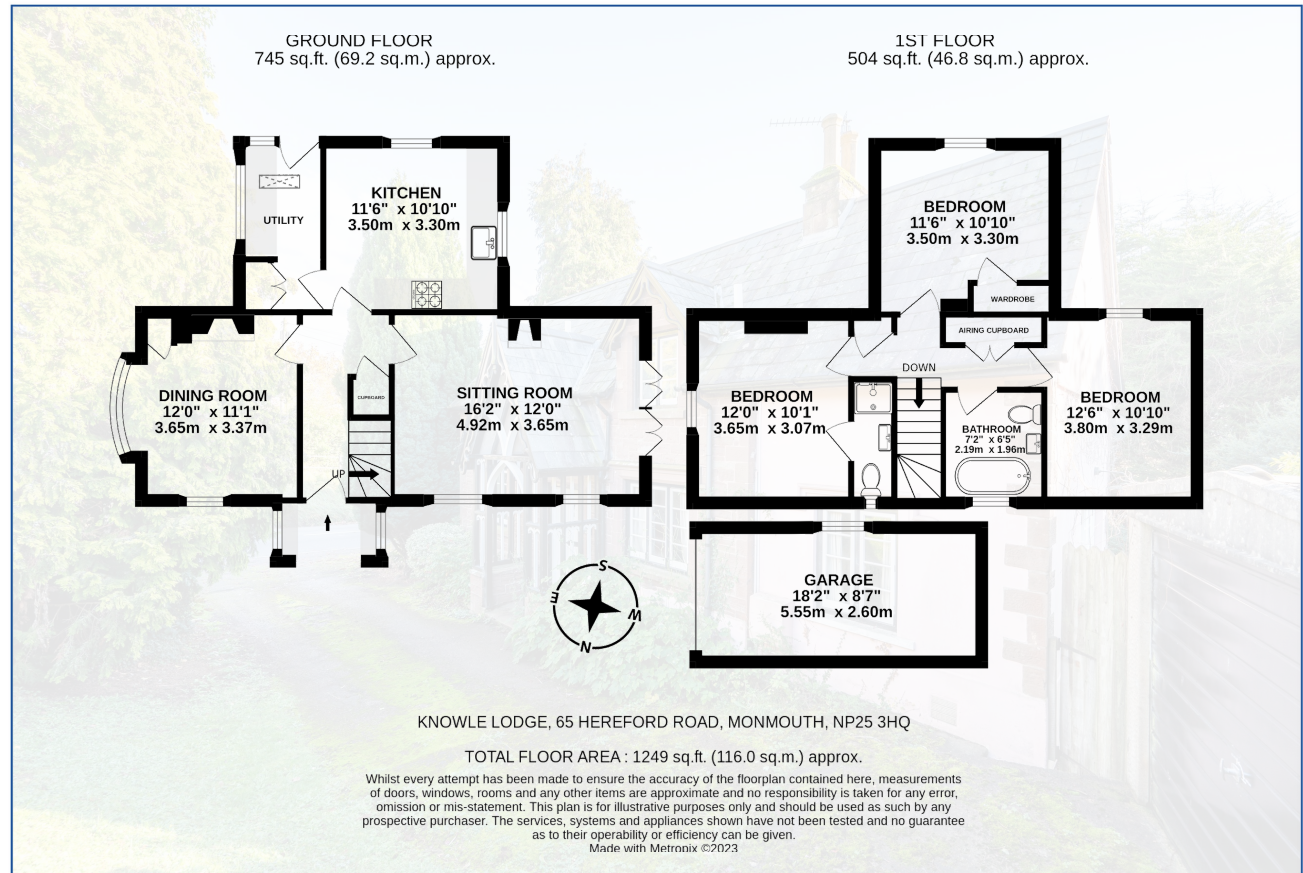 GROUND FLOOR
745 sq.ft. (69.2 sq.m.) approx.
1ST FLOOR
504 sq.ft. (46.8 sq.m.) approx.
UTILITY
KITCHEN
11'6" x 10'10"
3.50m x 3.30m
DINING ROOM
12'0" x 11'1"
3.65m x 3.37m
CUPBOARD
UP
SITTING ROOM
16'2" x 12'0"
4.92m x 3.65m
BEDROOM
11'6" x 10'10"
3.50m x 3.30m
WARDROBE
AIRING CUPBOARD
DOWN
BEDROOM
12'0" x 10'1"
3.65m x 3.07m
BATHROOM
7'2" x 6'5"
2.19m x 1.96m
BEDROOM
12'6" x 10'10"
3.80m x 3.29m
GARAGE
18'2" x 8'7"
5.55m x 2.60m
S
E
W
N
KNOWLE LODGE, 65 HEREFORD ROAD, MONMOUTH, NP25 3HQ
TOTAL FLOOR AREA : 1249 sq.ft. (116.0 sq.m.) approx.
Whilst every attempt has been made to ensure the accuracy of the floorplan contained here, measurements
of doors, windows, rooms and any other items are approximate and no responsibility is taken for any error,
omission or mis-statement. This plan is for illustrative purposes only and should be used as such by any
prospective purchaser. The services, systems and appliances shown have not been tested and no guarantee
as to their operability or efficiency can be given.
Made with Metropix ©2023